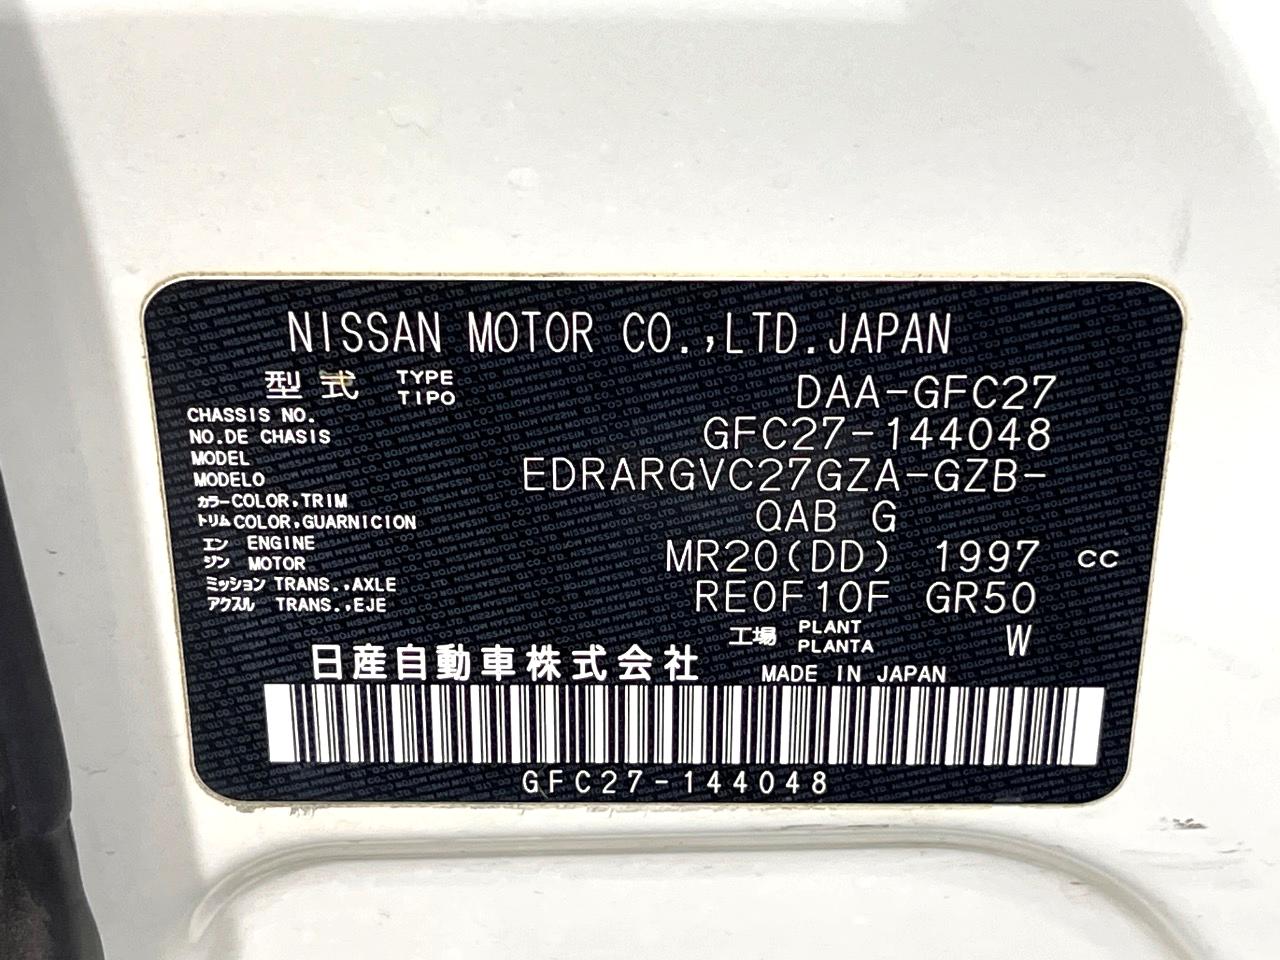 NISSAN MOTOR CO.,LTD.JAPAN
型式 TYPE TIPO DAA-GFC27
CHASSIS NO.
NO.DE CHASIS GFC27-144048
MODEL
MODELO EDRARGVC27GZA-GZB-
カラー COLOR,TRIM
トリム COLOR,GUARNICION QAB G
エン ENGINE
ジン MOTOR MR20(DD) 1997 cc
ミッション TRANS.,AXLE
アクスル TRANS.,EJE RE0F10F GR50
工場 PLANT PLANTA W
日産自動車株式会社 MADE IN JAPAN
GFC27-144048